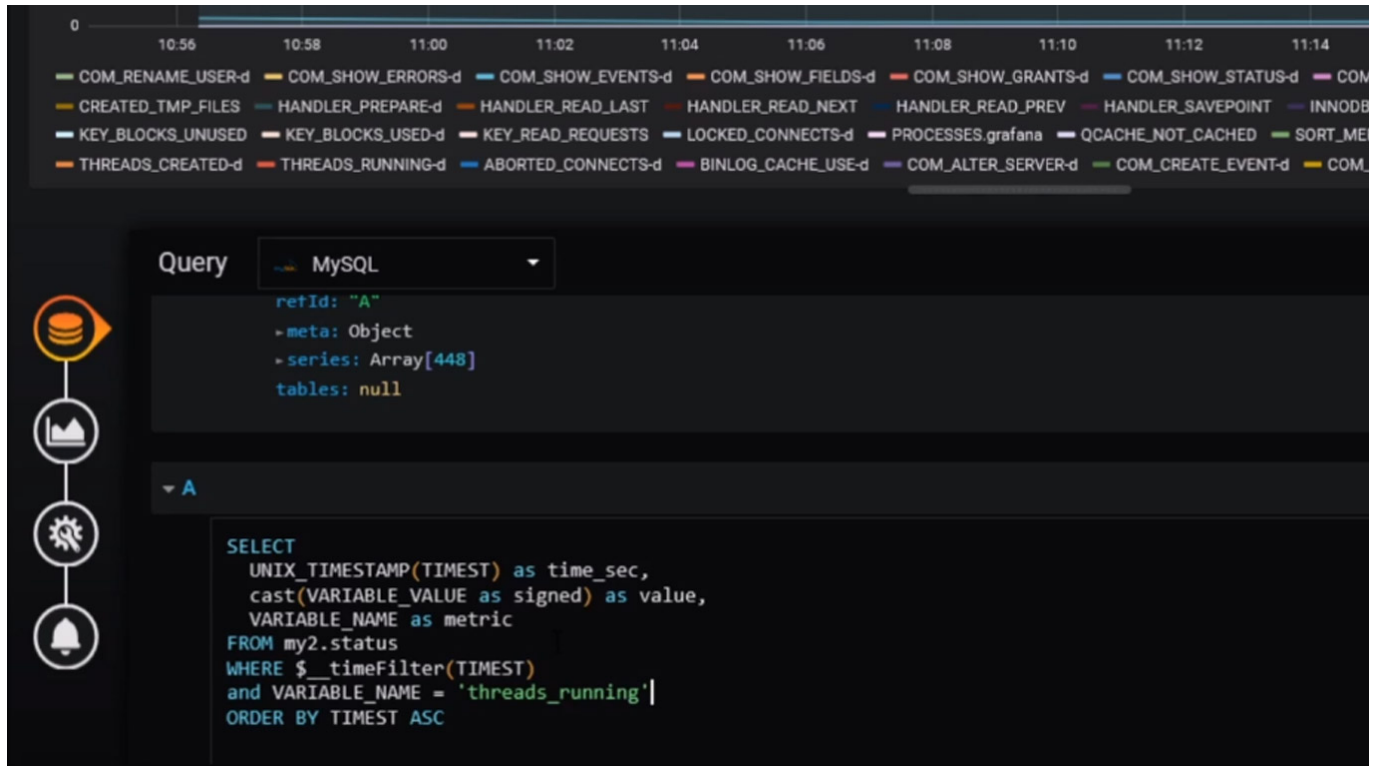 0
10:56 10:58 11:00 11:02 11:04 11:06 11:08 11:10 11:12 11:14
COM_RENAME_USER-d COM_SHOW_ERRORS-d COM_SHOW_EVENTS-d COM_SHOW_FIELDS-d COM_SHOW_GRANTS-d COM_SHOW_STATUS-d COM
CREATED_TMP_FILES HANDLER_PREPARE-d HANDLER_READ_LAST HANDLER_READ_NEXT HANDLER_READ_PREV HANDLER_SAVEPOINT INNODB
KEY_BLOCKS_UNUSED KEY_BLOCKS_USED-d KEY_READ_REQUESTS LOCKED_CONNECTS-d PROCESSES.grafana QCACHE_NOT_CACHED SORT_ME
THREADS_CREATED-d THREADS_RUNNING-d ABORTED_CONNECTS-d BINLOG_CACHE_USE-d COM_ALTER_SERVER-d COM_CREATE_EVENT-d COM_
Query MySQL
refId: "A"
meta: Object
series: Array[448]
tables: null
A
SELECT
UNIX_TIMESTAMP(TIMEST) as time_sec,
cast(VARIABLE_VALUE as signed) as value,
VARIABLE_NAME as metric
FROM my2.status
WHERE $__timeFilter(TIMEST)
and VARIABLE_NAME = 'threads_running'
ORDER BY TIMEST ASC